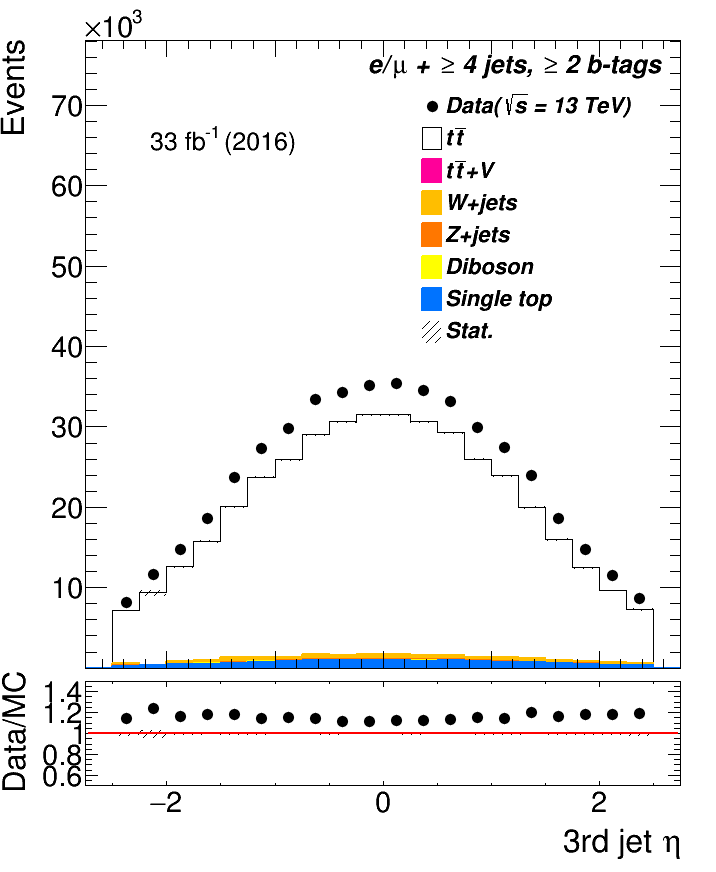 ×10³
Events
e/μ + ≥ 4 jets, ≥ 2 b-tags
70
Data(√s = 13 TeV)
33 fb⁻¹ (2016)
tt̅
tt̅+V
60
W+jets
Z+jets
50
Diboson
Single top
Stat.
40
30
20
10
Data/MC
1.4
1.2
1
0.8
0.6
−2 0 2
3rd jet η